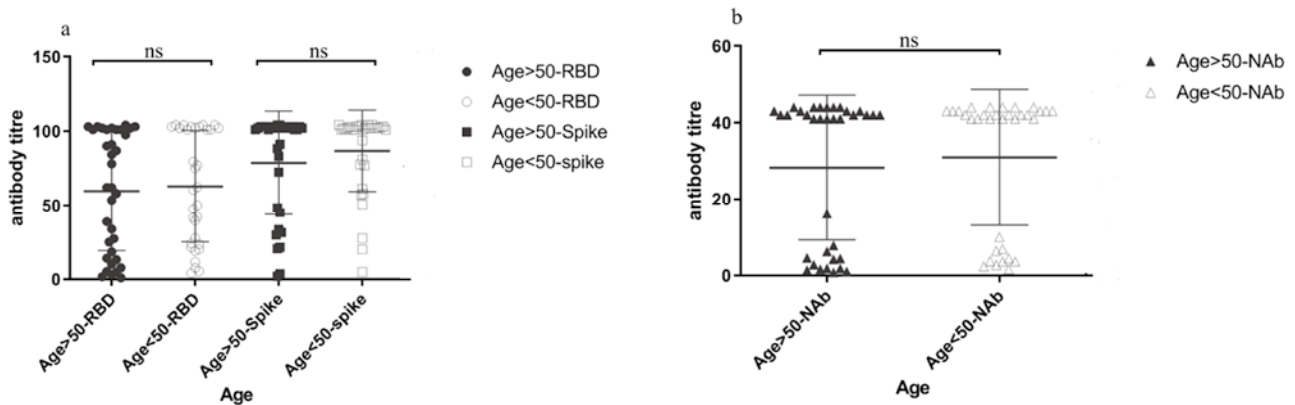 a
ns
ns
150
100
50
0
antibody titre
Age>50-RBD
Age<50-RBD
Age>50-Spike
Age<50-spike
Age
Age>50-RBD
Age<50-RBD
Age>50-Spike
Age<50-spike
b
ns
60
40
20
0
antibody titre
Age>50-NAb
Age<50-NAb
Age
Age>50-NAb
Age<50-NAb